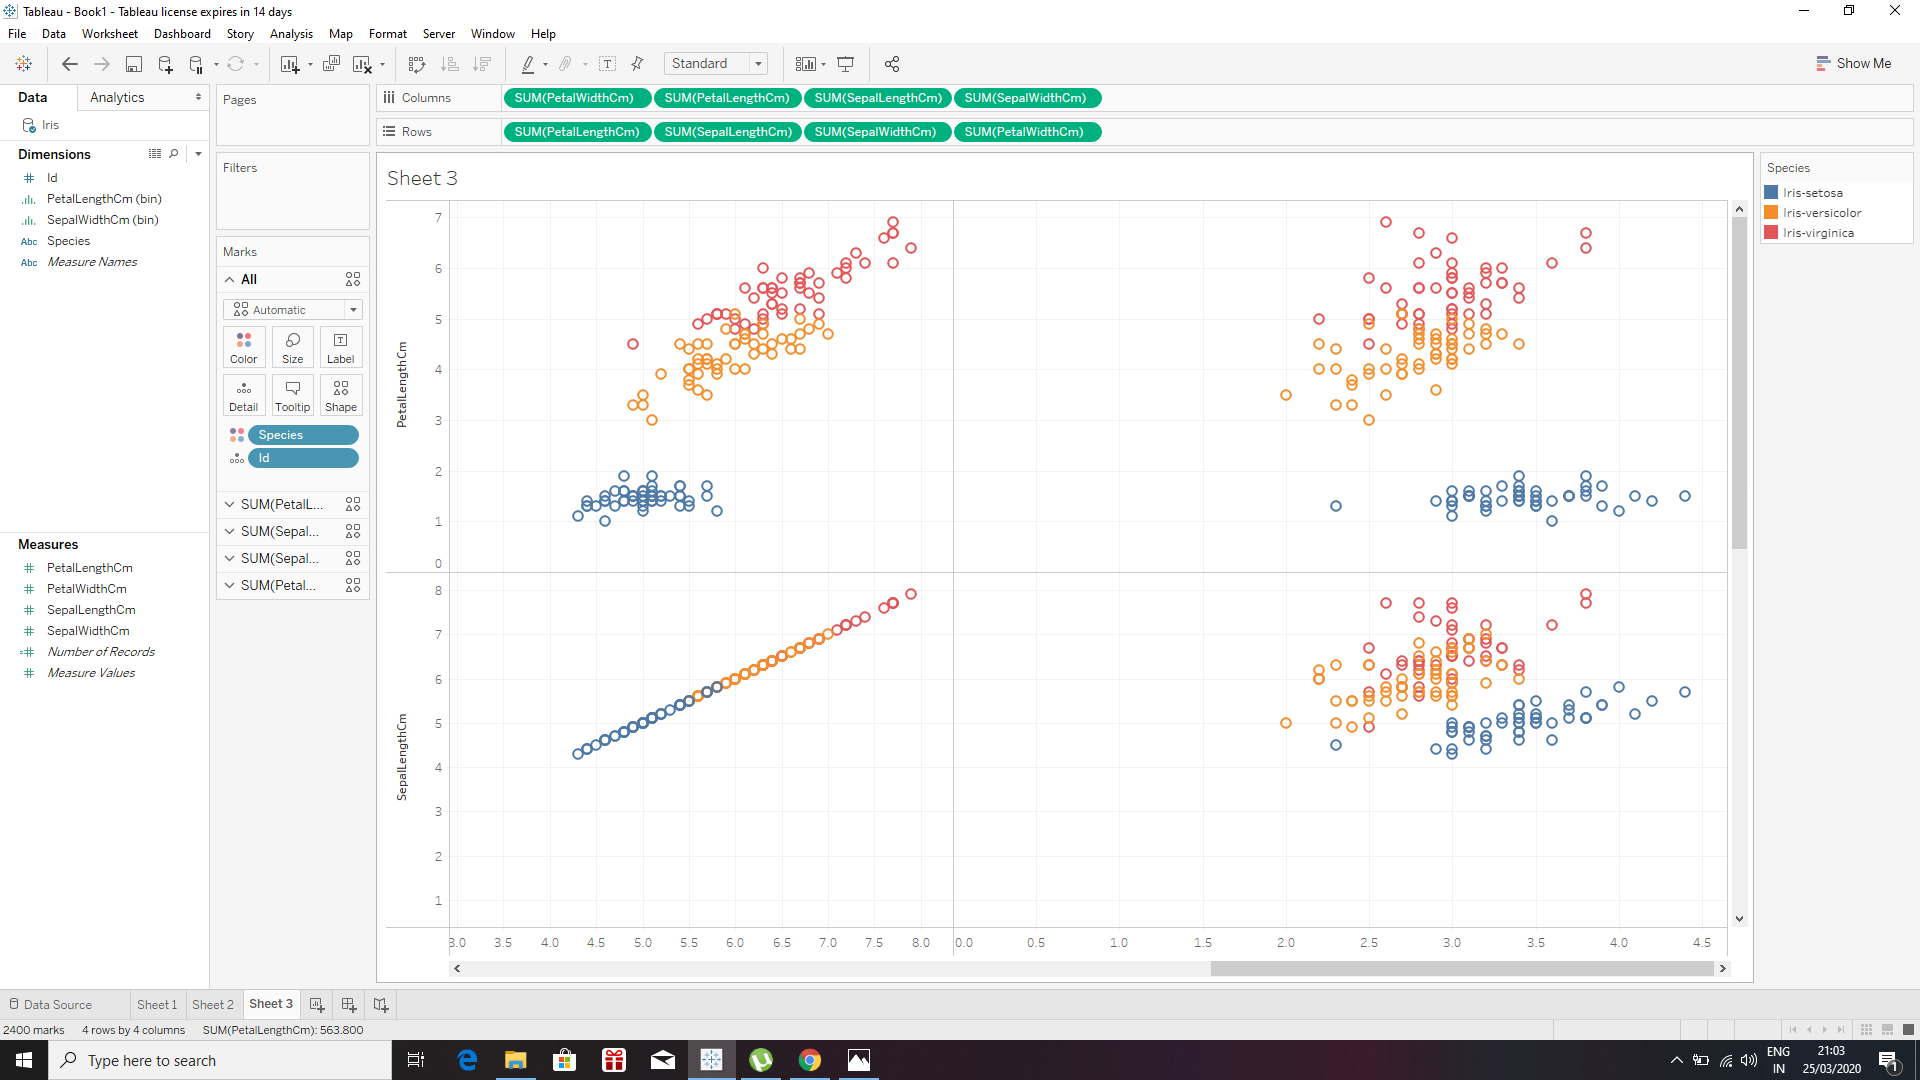 Tableau - Book1 - Tableau license expires in 14 days
File Data Worksheet Dashboard Story Analysis Map Format Server Window Help
Standard
Show Me
Data Analytics
Iris
Dimensions
# Id
PetalLengthCm (bin)
SepalWidthCm (bin)
Abc Species
Abc Measure Names
Measures
# PetalLengthCm
# PetalWidthCm
# SepalLengthCm
# SepalWidthCm
=# Number of Records
# Measure Values
Pages
Filters
Marks
All
Automatic
Color Size Label
Detail Tooltip Shape
Species
Id
SUM(PetalL...
SUM(Sepal...
SUM(Sepal...
SUM(Petal...
Columns SUM(PetalWidthCm) SUM(PetalLengthCm) SUM(SepalLengthCm) SUM(SepalWidthCm)
Rows SUM(PetalLengthCm) SUM(SepalLengthCm) SUM(SepalWidthCm) SUM(PetalWidthCm)
Sheet 3
PetalLengthCm
7
6
5
4
3
2
1
0
SepalLengthCm
8
7
6
5
4
3
2
1
3.0 3.5 4.0 4.5 5.0 5.5 6.0 6.5 7.0 7.5 8.0 0.0 0.5 1.0 1.5 2.0 2.5 3.0 3.5 4.0 4.5
Species
Iris-setosa
Iris-versicolor
Iris-virginica
Data Source Sheet 1 Sheet 2 Sheet 3
2400 marks 4 rows by 4 columns SUM(PetalLengthCm): 563.800
Type here to search
ENG
IN
21:03
25/03/2020
1